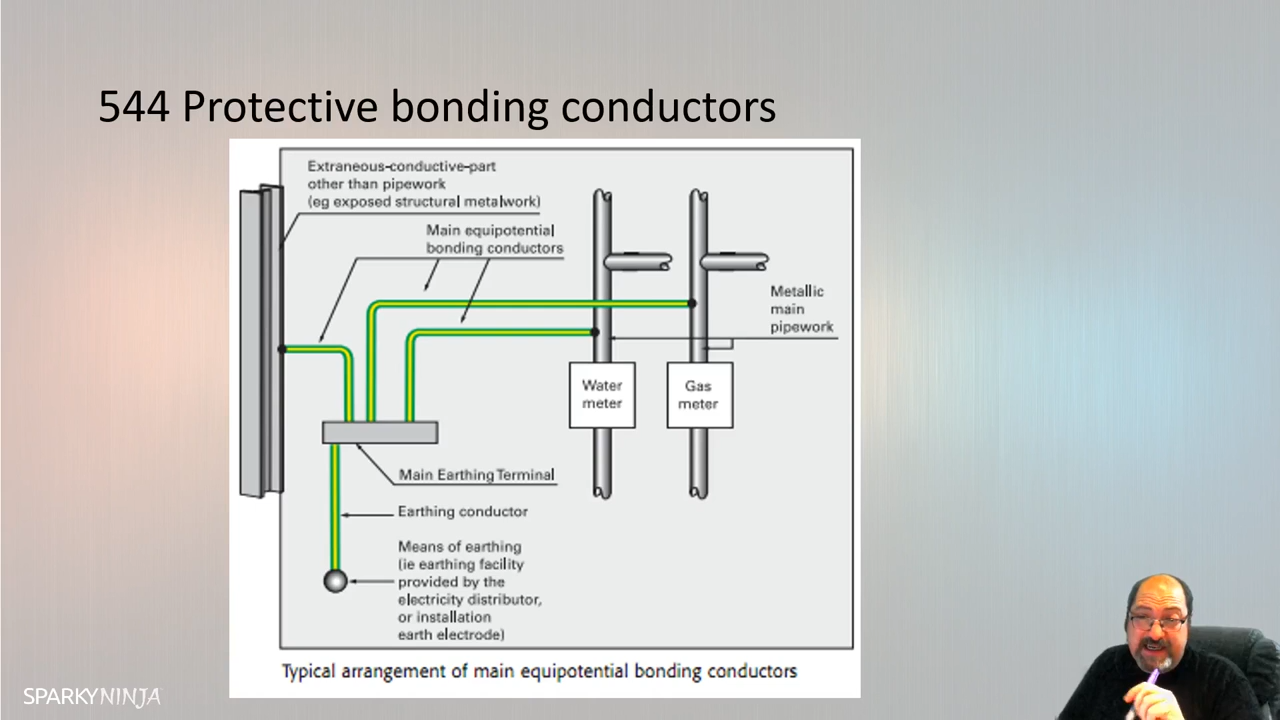 544 Protective bonding conductors
Extraneous-conductive-part
other than pipework
(eg exposed structural metalwork)
Main equipotential
bonding conductors
Metallic
main
pipework
Water
meter
Gas
meter
Main Earthing Terminal
Earthing conductor
Means of earthing
(ie earthing facility
provided by the
electricity distributor,
or installation
earth electrode)
Typical arrangement of main equipotential bonding conductors
SPARKYNINJA